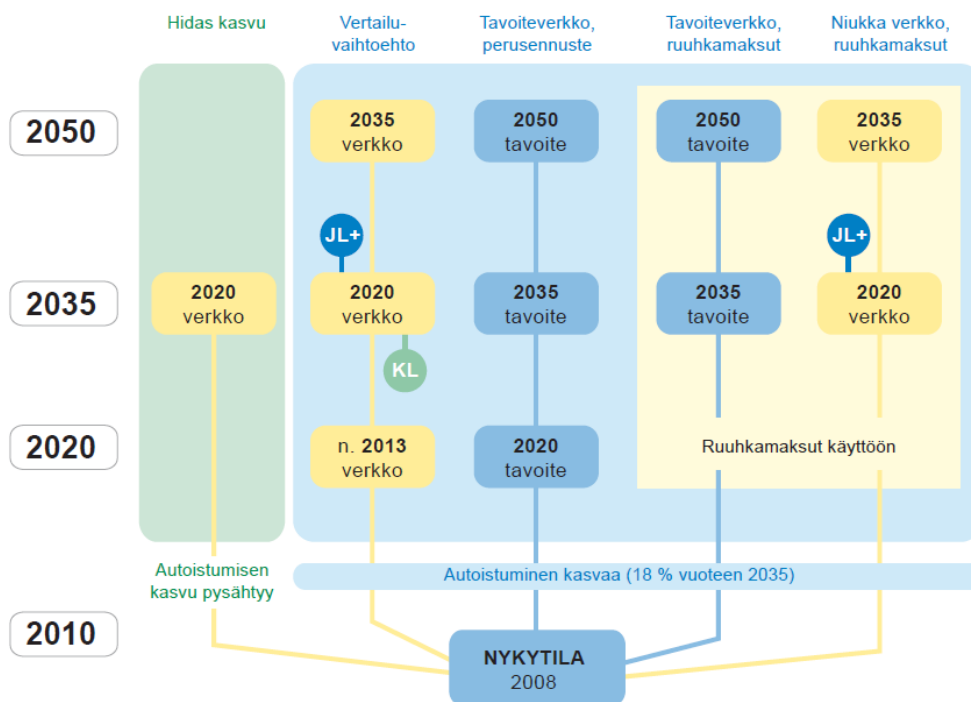 Hidas kasvu
Vertailu-
vaihtoehto
Tavoiteverkko,
perusennuste
Tavoiteverkko,
ruuhkamaksut
Niukka verkko,
ruuhkamaksut
2050
2035
verkko
2050
tavoite
2050
tavoite
2035
verkko
JL+
JL+
2035
2020
verkko
2020
verkko
2035
tavoite
2035
tavoite
2020
verkko
KL
2020
n. 2013
verkko
2020
tavoite
Ruuhkamaksut käyttöön
Autoistumisen
kasvu pysähtyy
Autoistuminen kasvaa (18 % vuoteen 2035)
2010
NYKYTILA
2008